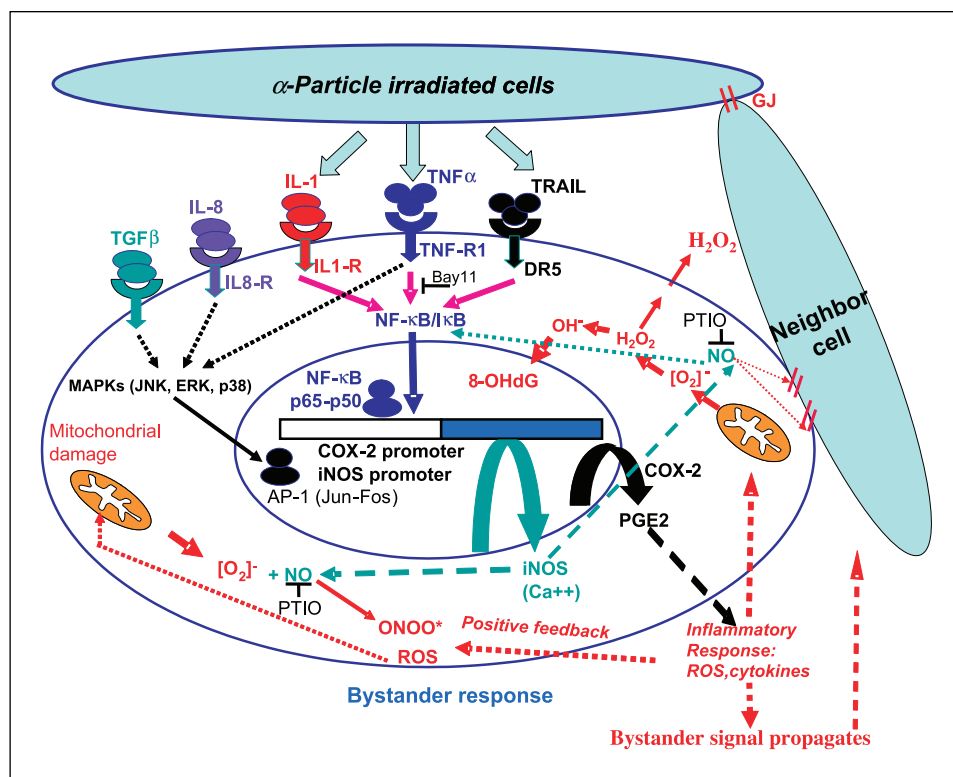 α-Particle irradiated cells
GJ
IL-1
TNFα
TRAIL
IL-8
TGFβ
TNF-R1
IL1-R
DR5
IL8-R
Bay11
H₂O₂
Neighbor
cell
PTIO
NF-κB/IκB
OH⁻
H₂O₂
NO
MAPKs (JNK, ERK, p38)
NF-κB
p65-p50
8-OHdG
[O₂]⁻
Mitochondrial
damage
COX-2 promoter
iNOS promoter
AP-1 (Jun-Fos)
COX-2
PGE2
[O₂]⁻
+ NO
iNOS
(Ca++)
PTIO
ONOO*
ROS
Positive feedback
Inflammatory
Response:
ROS,cytokines
Bystander response
Bystander signal propagates